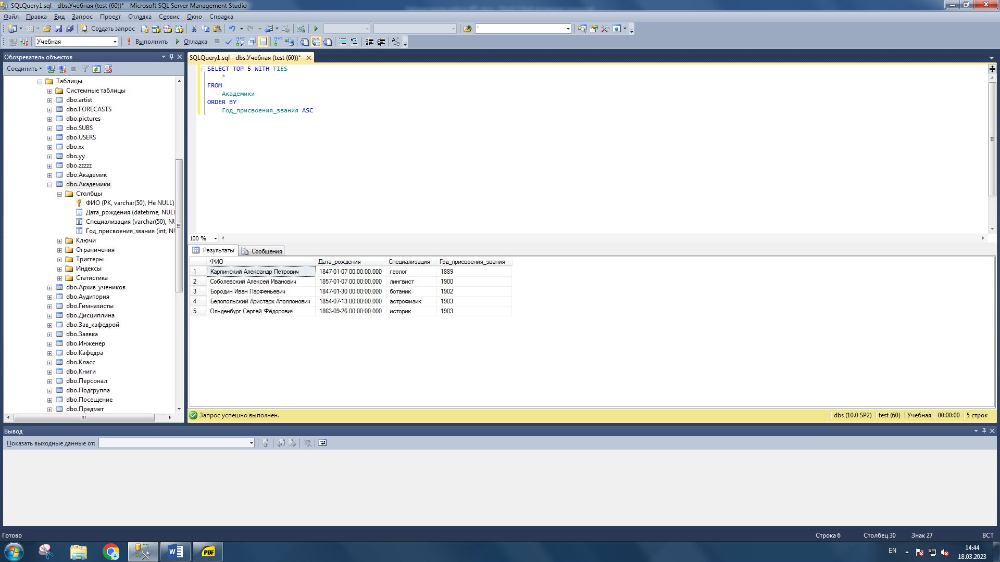 SQLQuery1.sql - dbs.Учебная (test (60))* - Microsoft SQL Server Management Studio
Файл Правка Вид Запрос Проект Отладка Сервис Окно Справка
Создать запрос
Учебная Выполнить Отладка
Обозреватель объектов
Соединить
Таблицы
Системные таблицы
dbo.artist
dbo.FORECASTS
dbo.pictures
dbo.SUBS
dbo.USERS
dbo.xx
dbo.yy
dbo.zzzzz
dbo.Академик
dbo.Академики
Столбцы
ФИО (PK, varchar(50), Не NULL)
Дата_рождения (datetime, NULL
Специализация (varchar(50), NU
Год_присвоения_звания (int, NU
Ключи
Ограничения
Триггеры
Индексы
Статистика
dbo.Архив_учеников
dbo.Аудитория
dbo.Гимназисты
dbo.Дисциплина
dbo.Зав_кафедрой
dbo.Заявка
dbo.Инженер
dbo.Кафедра
dbo.Класс
dbo.Книги
dbo.Персонал
dbo.Подгруппа
dbo.Посещение
dbo.Предмет
SQLQuery1.sql - dbs.Учебная (test (60))*
SELECT TOP 5 WITH TIES
*
FROM
Академики
ORDER BY
Год_присвоения_звания ASC
100 %
Результаты Сообщения
ФИО Дата_рождения Специализация Год_присвоения_звания
1 Карпинский Александр Петрович 1847-01-07 00:00:00.000 геолог 1889
2 Соболевский Алексей Иванович 1857-01-07 00:00:00.000 лингвист 1900
3 Бородин Иван Парфеньевич 1847-01-30 00:00:00.000 ботаник 1902
4 Белопольский Аристарх Аполлонович 1854-07-13 00:00:00.000 астрофизик 1903
5 Ольденбург Сергей Фёдорович 1863-09-26 00:00:00.000 историк 1903
Запрос успешно выполнен. dbs (10.0 SP2) test (60) Учебная 00:00:00 5 строк
Вывод
Показать выходные данные от:
Готово Строка 6 Столбец 30 Знак 27 ВСТ
W PDF EN 14:44
18.03.2023